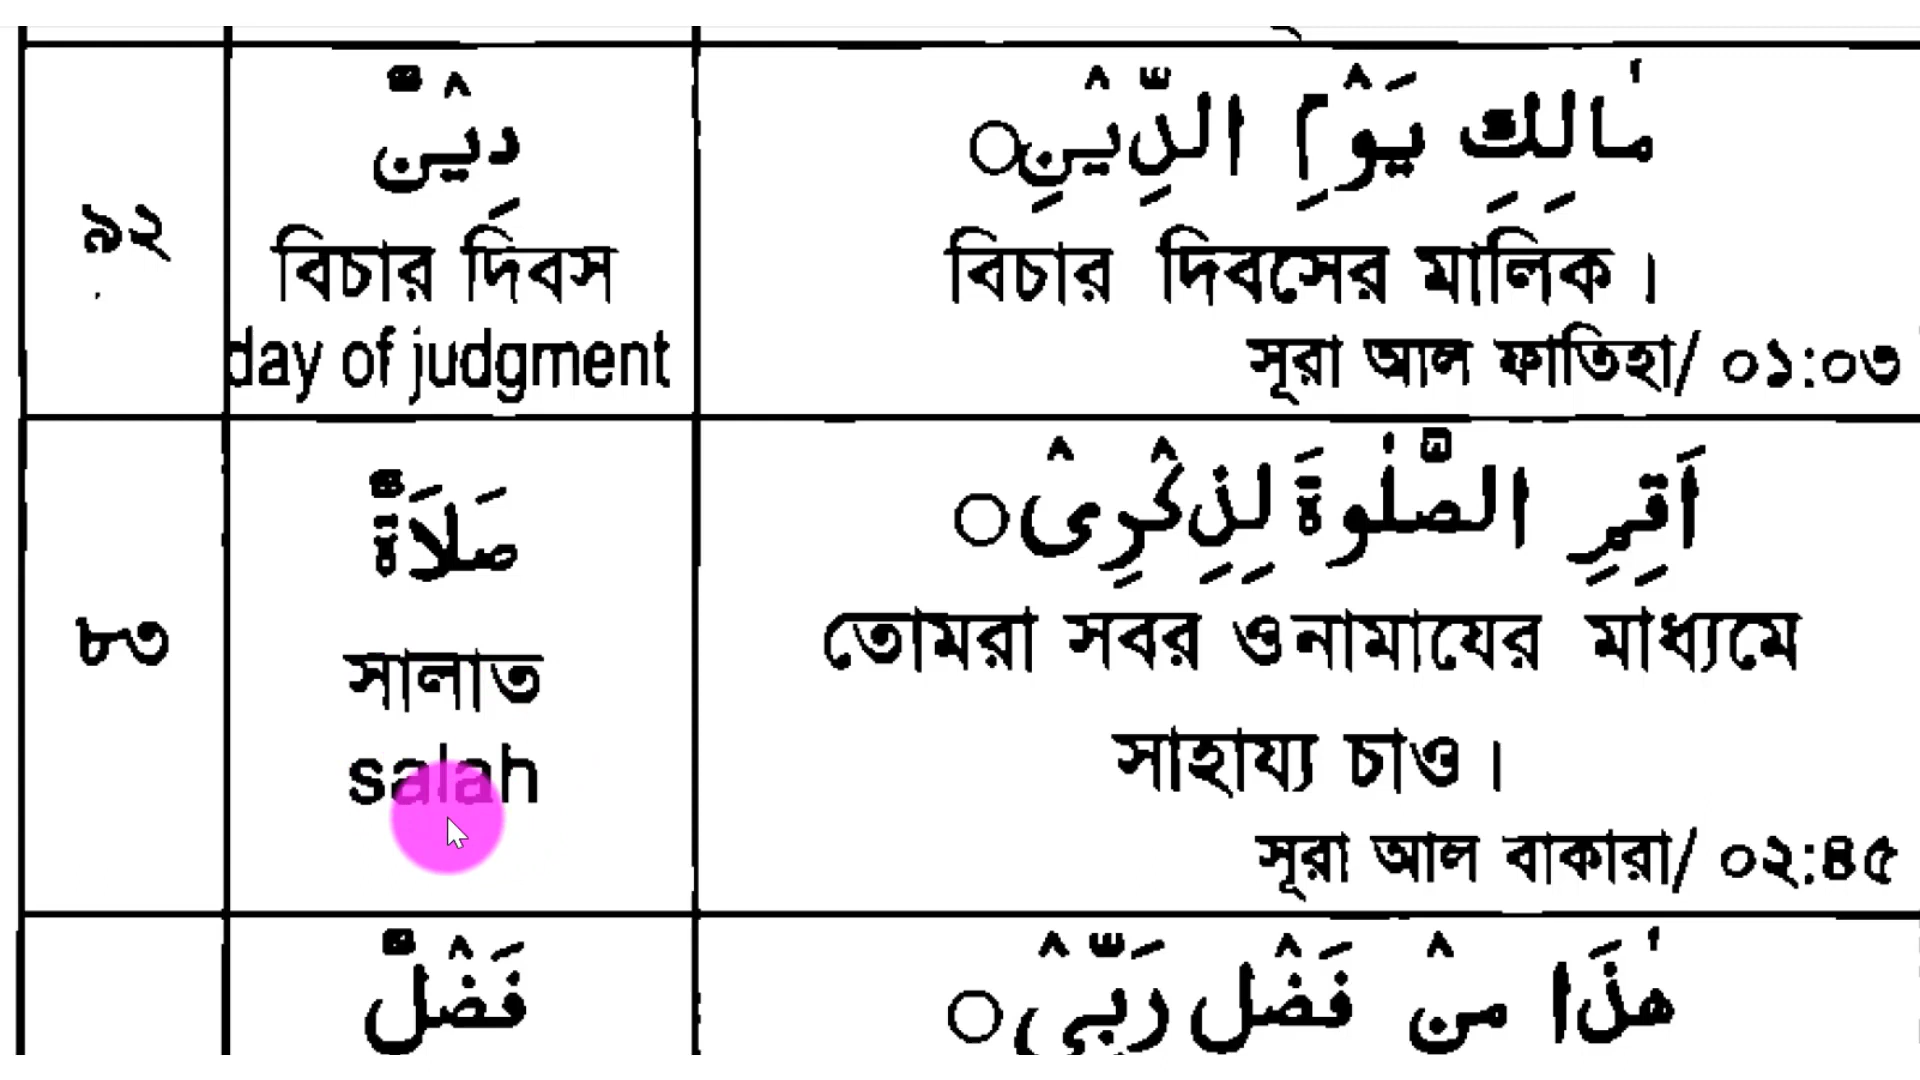 ৯২
دِيْنٌ
বিচার দিবস
day of judgment
مٰالِكِ يَوْمِ الدِّيْنِ○
বিচার দিবসের মালিক।
সূরা আল ফাতিহা/ ০১:০৩
৮৩
صَلَاةٌ
সালাত
salah
اَقِمِ الصَّلٰوةَ لِذِكْرِىْ○
তোমরা সবর ও নামাযের মাধ্যমে
সাহায্য চাও।
সূরা আল বাকারা/ ০২:৪৫
فَضْلٌ
هٰذَا مِنْ فَضْلِ رَبِّىْ○